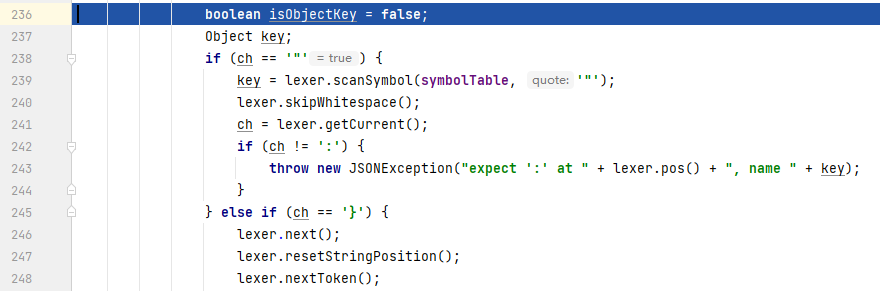 236 boolean isObjectKey = false;
237 Object key;
238 if (ch == '"' = true ) {
239 key = lexer.scanSymbol(symbolTable, quote: '"');
240 lexer.skipWhitespace();
241 ch = lexer.getCurrent();
242 if (ch != ':') {
243 throw new JSONException("expect ':' at " + lexer.pos() + ", name " + key);
244 }
245 } else if (ch == '}') {
246 lexer.next();
247 lexer.resetStringPosition();
248 lexer.nextToken();